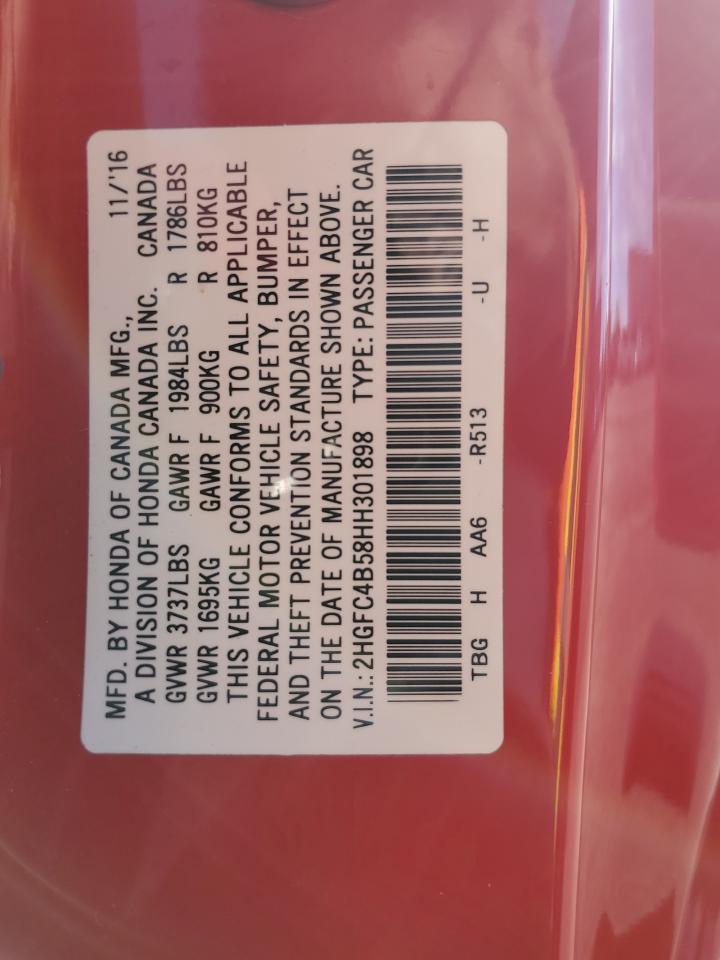 MFD. BY HONDA OF CANADA MFG., 11/'16
A DIVISION OF HONDA CANADA INC. CANADA
GVWR 3737LBS GAWR F 1984LBS R 1786LBS
GVWR 1695KG GAWR F 900KG R 810KG
THIS VEHICLE CONFORMS TO ALL APPLICABLE
FEDERAL MOTOR VEHICLE SAFETY, BUMPER,
AND THEFT PREVENTION STANDARDS IN EFFECT
ON THE DATE OF MANUFACTURE SHOWN ABOVE.
V.I.N.: 2HGFC4B58HH301898 TYPE: PASSENGER CAR
TBG H AA6 -R513 -U -H